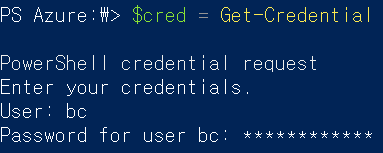 PS Azure:₩> $cred = Get-Credential
PowerShell credential request
Enter your credentials.
User: bc
Password for user bc: ************